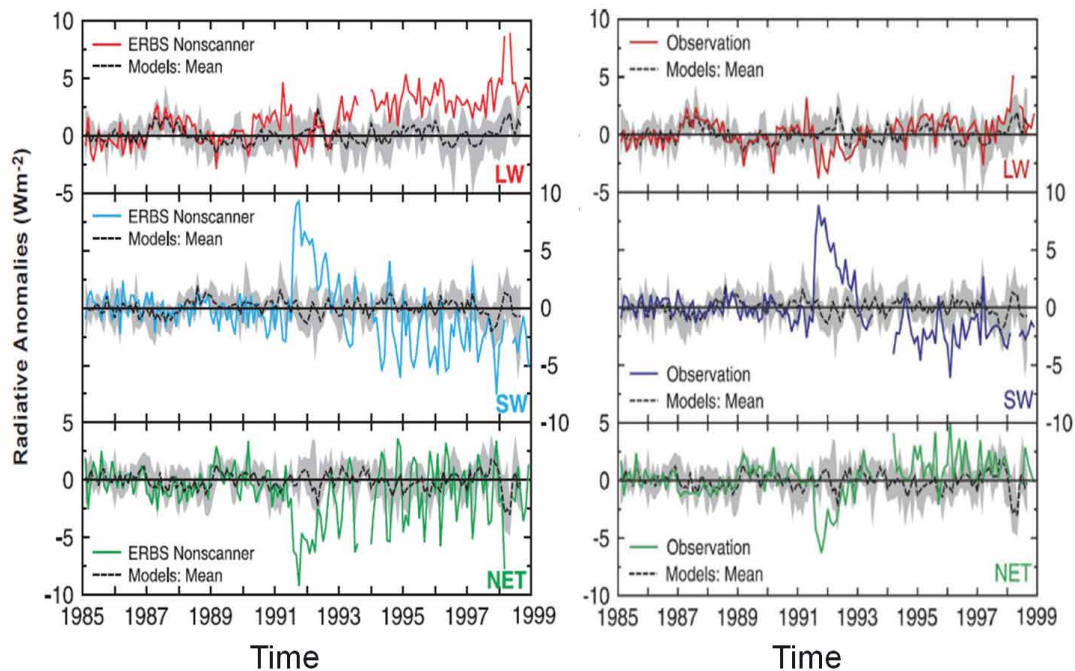 Radiative Anomalies (Wm-2)
10
5
0
-5
ERBS Nonscanner
Models: Mean
LW
10
5
0
-5
-10
ERBS Nonscanner
Models: Mean
SW
5
0
-5
-10
ERBS Nonscanner
Models: Mean
NET
1985 1987 1989 1991 1993 1995 1997 1999
Time
10
5
0
-5
Observation
Models: Mean
LW
10
5
0
-5
-10
Observation
Models: Mean
SW
5
0
-5
-10
Observation
Models: Mean
NET
1985 1987 1989 1991 1993 1995 1997 1999
Time